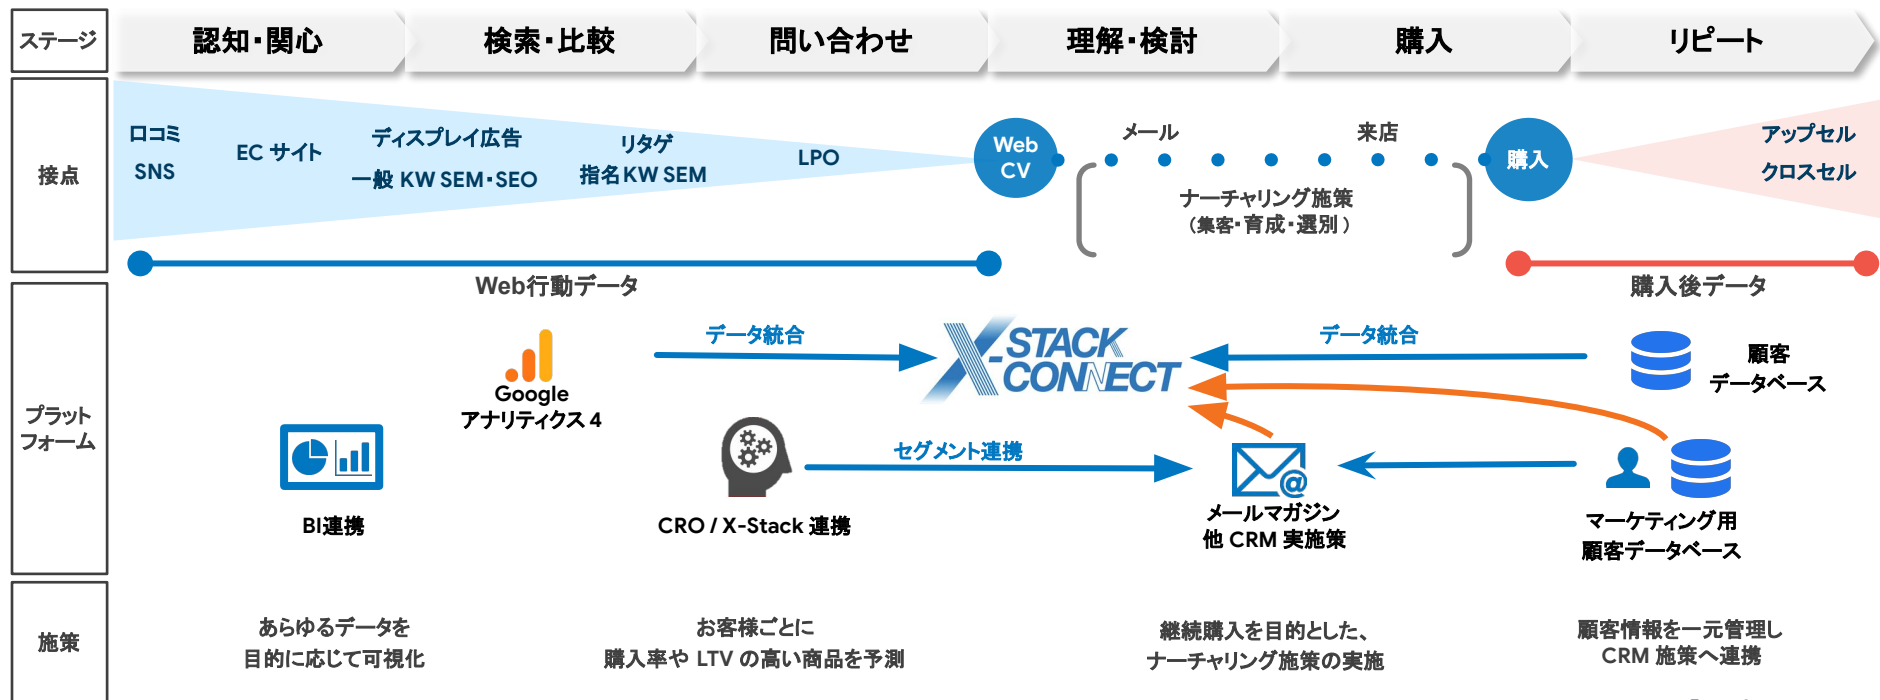 ステージ
認知・関心
検索・比較
問い合わせ
理解・検討
購入
リピート
接点
口コミ
SNS
EC サイト
ディスプレイ広告
一般 KW SEM・SEO
リタゲ
指名KW SEM
LPO
Web
CV
メール
来店
ナーチャリング施策
（集客・育成・選別）
購入
アップセル
クロスセル
Web行動データ
購入後データ
プラット
フォーム
Google
アナリティクス 4
データ統合
X-STACK
CONNECT
データ統合
顧客
データベース
BI連携
CRO / X-Stack 連携
セグメント連携
メールマガジン
他 CRM 実施策
マーケティング用
顧客データベース
施策
あらゆるデータを
目的に応じて可視化
お客様ごとに
購入率や LTV の高い商品を予測
継続購入を目的とした、
ナーチャリング施策の実施
顧客情報を一元管理し
CRM 施策へ連携